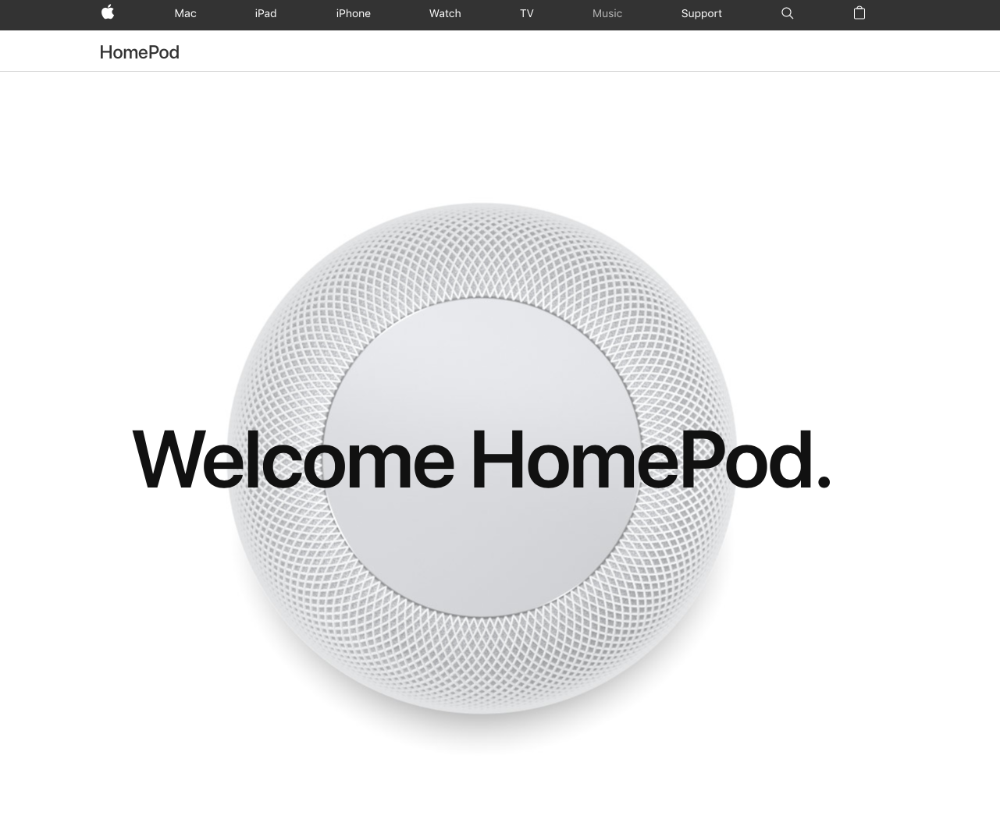 Mac iPad iPhone Watch TV Music Support
HomePod
Welcome HomePod.